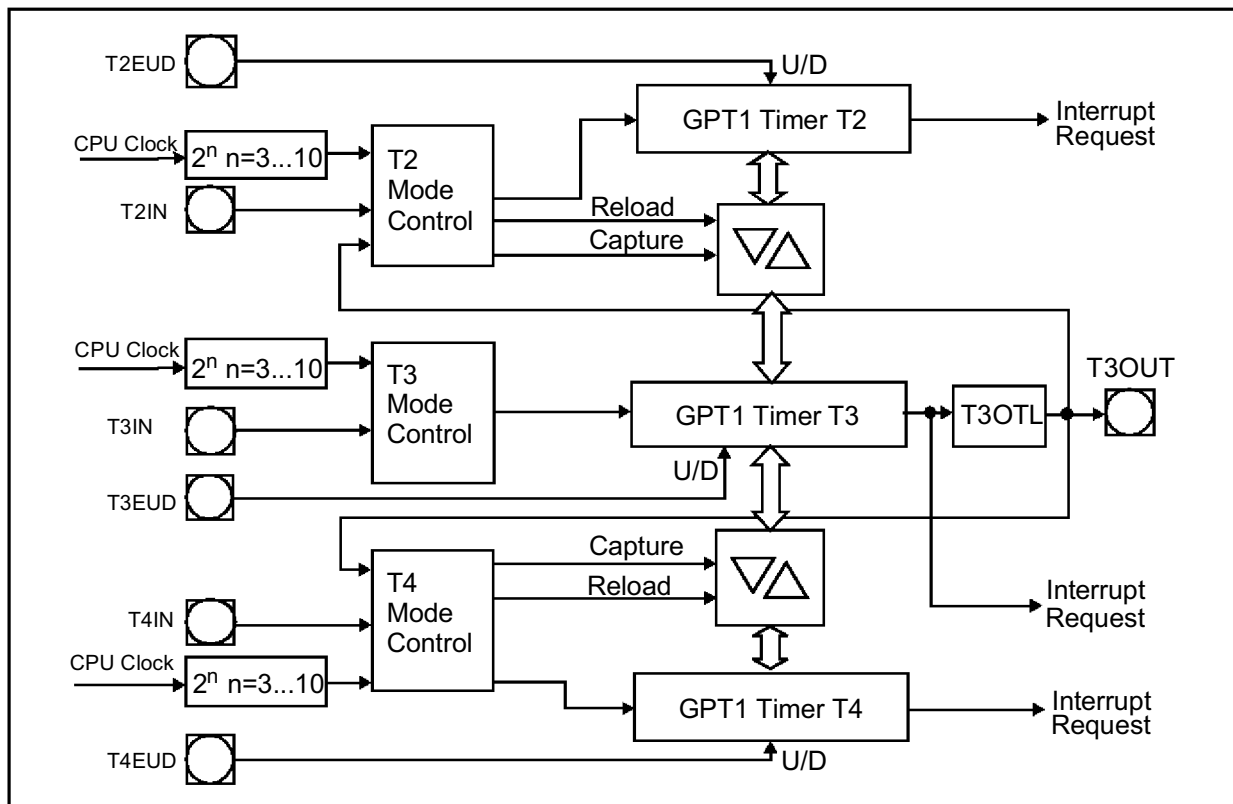 T2EUD
U/D
GPT1 Timer T2
Interrupt
Request
CPU Clock
2ⁿ n=3...10
T2
Mode
Control
T2IN
Reload
Capture
CPU Clock
2ⁿ n=3...10
T3
Mode
Control
T3IN
GPT1 Timer T3
T3OTL
T3OUT
T3EUD
U/D
Capture
Reload
T4
Mode
Control
T4IN
Interrupt
Request
CPU Clock
2ⁿ n=3...10
GPT1 Timer T4
Interrupt
Request
T4EUD
U/D